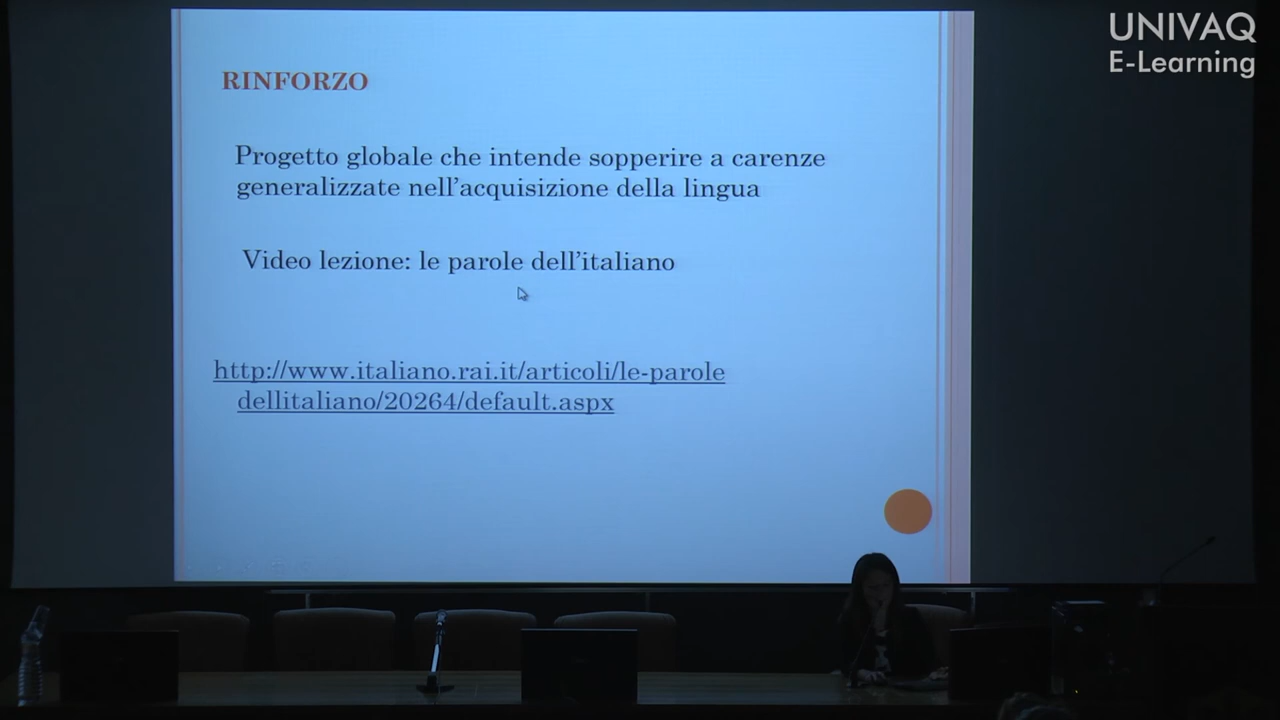 UNIVAQ
E-Learning
RINFORZO
Progetto globale che intende sopperire a carenze
generalizzate nell'acquisizione della lingua
Video lezione: le parole dell'italiano
http://www.italiano.rai.it/articoli/le-parole
dellitaliano/20264/default.aspx